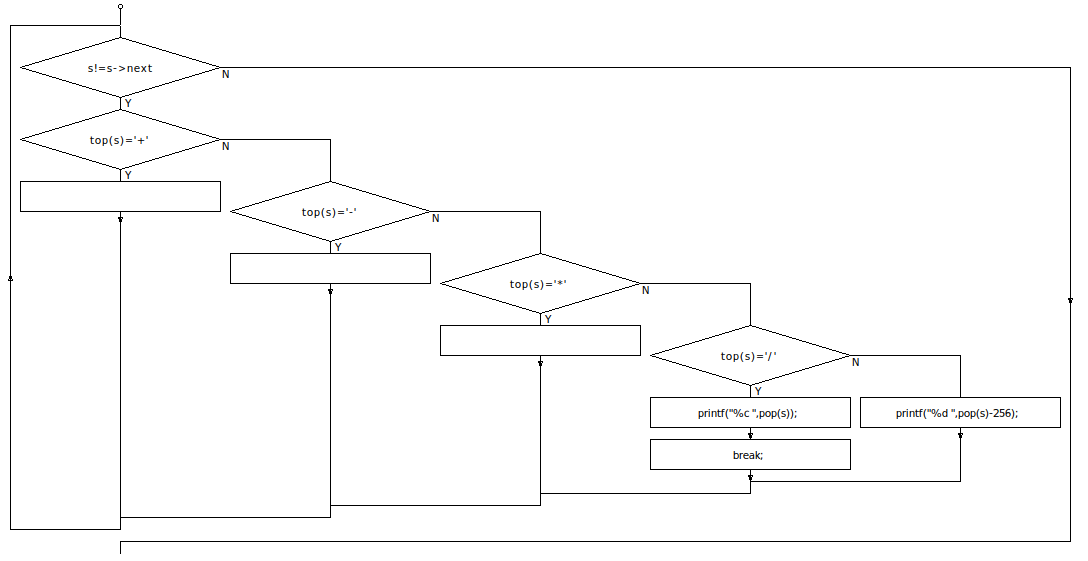 s!=s->next
N
Y
top(s)='+'
N
Y
top(s)='-'
N
Y
top(s)='*'
N
Y
top(s)='/'
N
Y
printf("%c ",pop(s));
printf("%d ",pop(s)-256);
break;